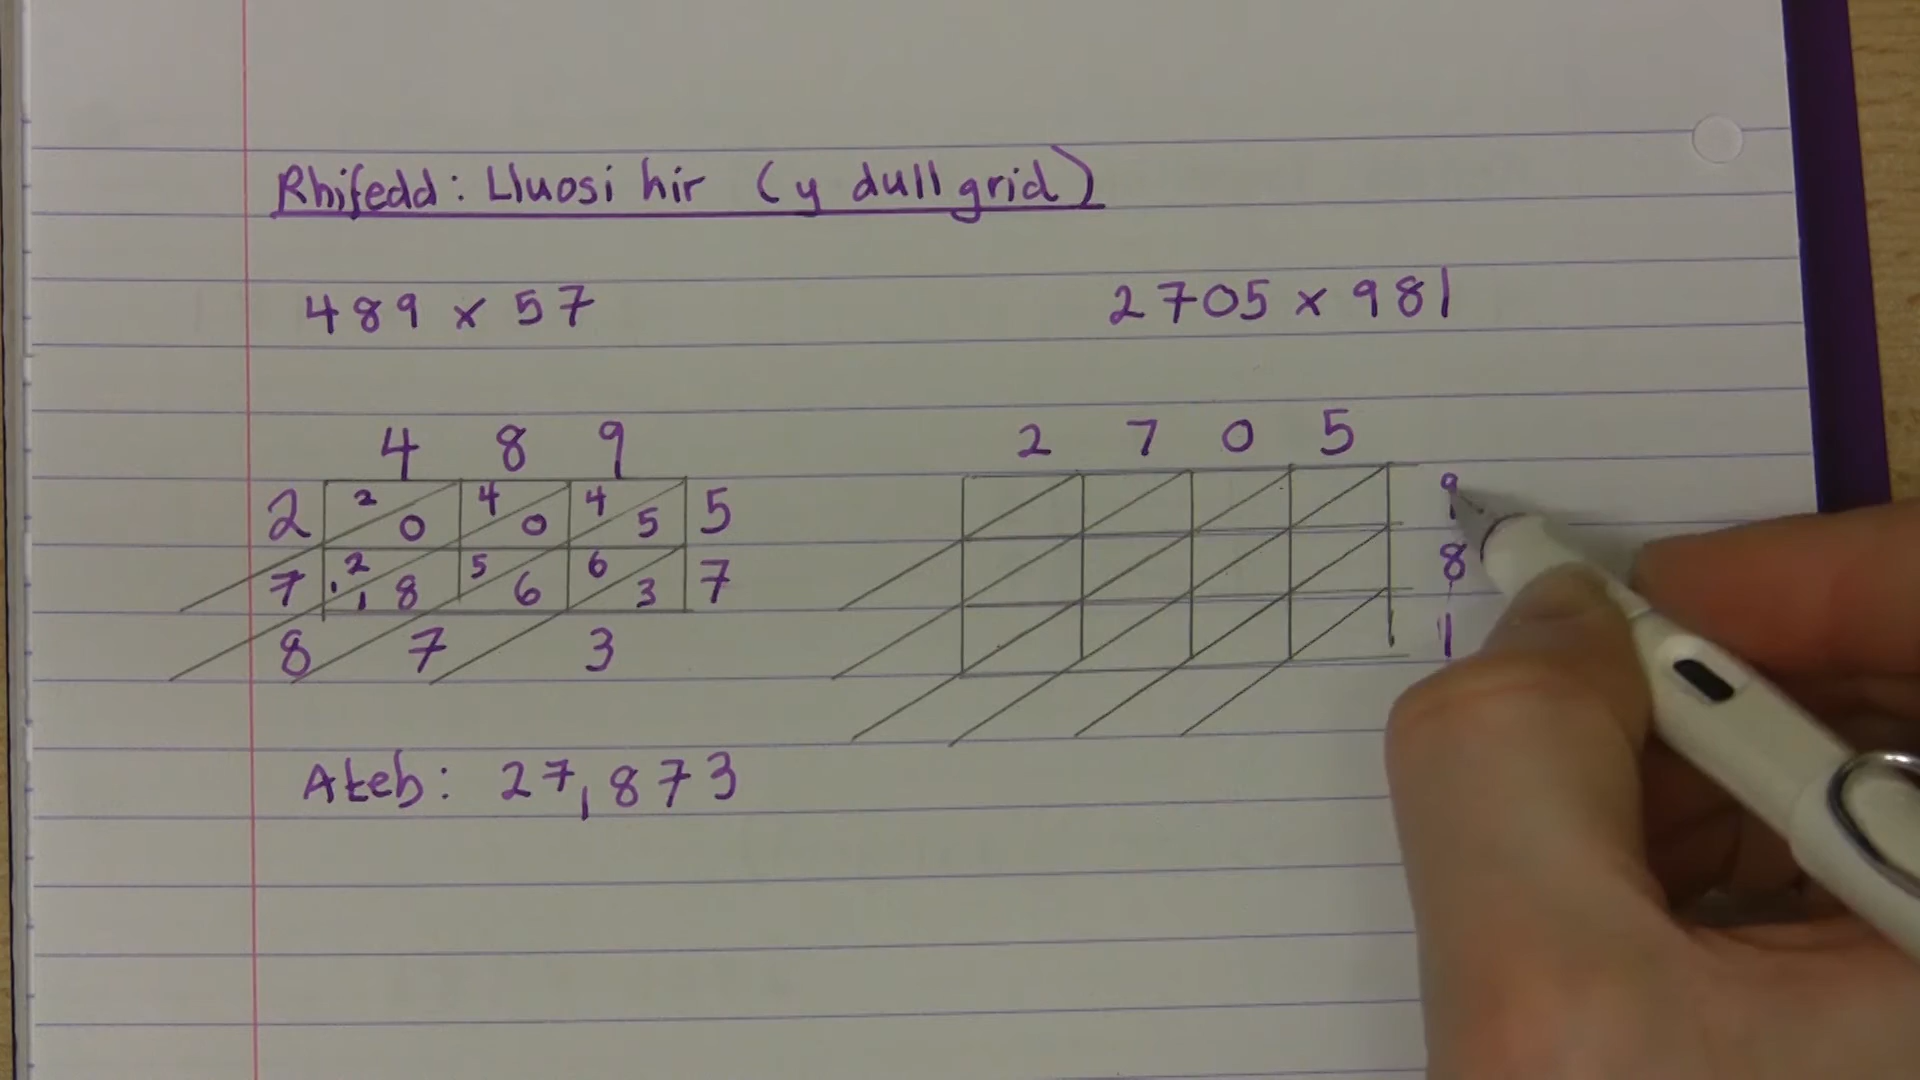 Rhifedd: Lluosi hir (y dull grid)
489 x 57
2705 x 981
4 8 9
2 2 0 4 0 4 5 5
7 2 8 5 6 6 3 7
1 1
8 7 3
2 7 0 5
9
8
1
Ateb: 27,873